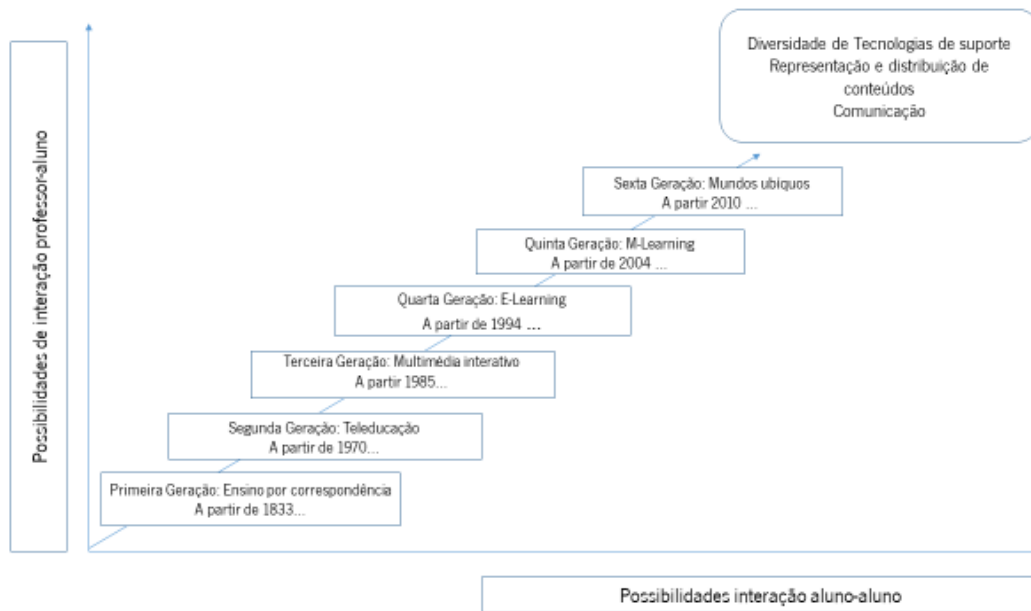 Possibilidades de interação professor-aluno
Diversidade de Tecnologias de suporte
Representação e distribuição de
conteúdos
Comunicação
Sexta Geração: Mundos ubiquos
A partir 2010 ...
Quinta Geração: M-Learning
A partir de 2004 ...
Quarta Geração: E-Learning
A partir de 1994 ...
Terceira Geração: Multimédia interativo
A partir 1985...
Segunda Geração: Teleducação
A partir de 1970...
Primeira Geração: Ensino por correspondência
A partir de 1833...
Possibilidades interação aluno-aluno